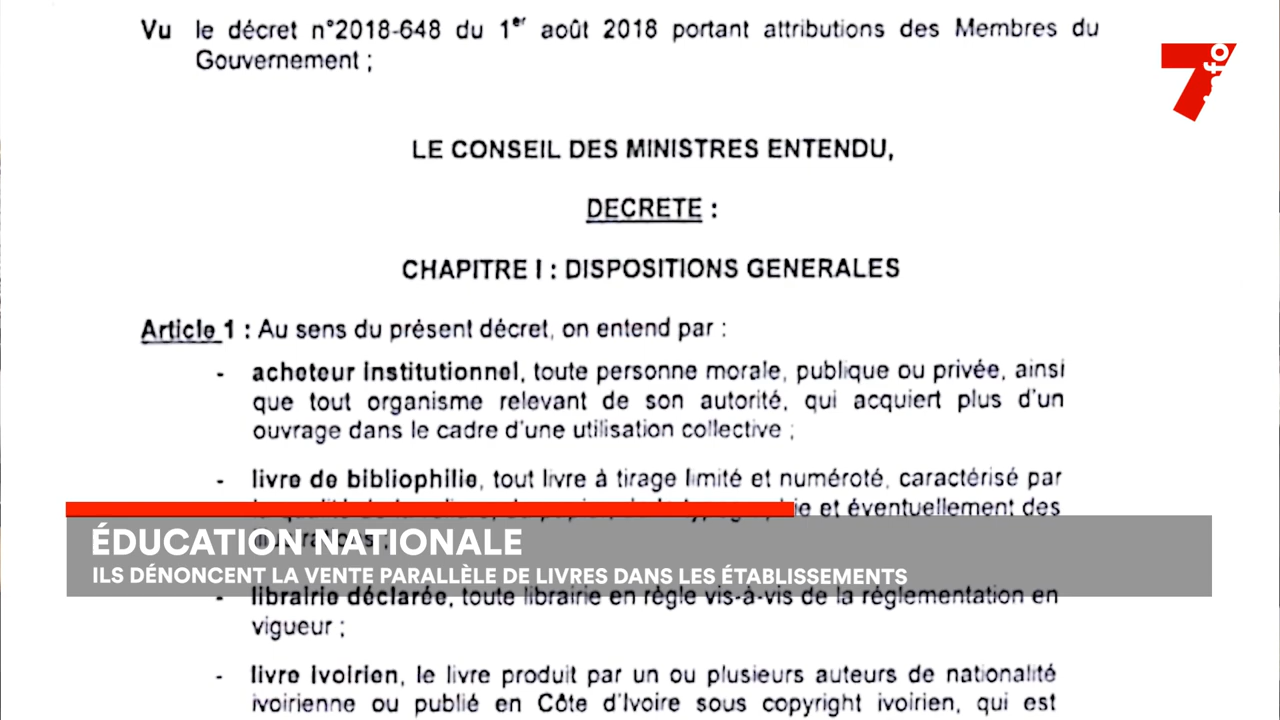 Vu le décret n°2018-648 du 1er août 2018 portant attributions des Membres du
Gouvernement ;
7
info
LE CONSEIL DES MINISTRES ENTENDU,
DECRETE :
CHAPITRE I : DISPOSITIONS GENERALES
Article 1 : Au sens du présent décret, on entend par :
- acheteur institutionnel, toute personne morale, publique ou privée, ainsi
que tout organisme relevant de son autorité, qui acquiert plus d'un
ouvrage dans le cadre d'une utilisation collective ;
- livre de bibliophilie, tout livre à tirage limité et numéroté, caractérisé par
et éventuellement des
ÉDUCATION NATIONALE
ILS DÉNONCENT LA VENTE PARALLÈLE DE LIVRES DANS LES ÉTABLISSEMENTS
- librairie déclarée, toute librairie en règle vis-à-vis de la réglementation en
vigueur ;
- livre ivoirien, le livre produit par un ou plusieurs auteurs de nationalité
ivoirienne ou publié en Côte d'Ivoire sous copyright ivoirien, qui est